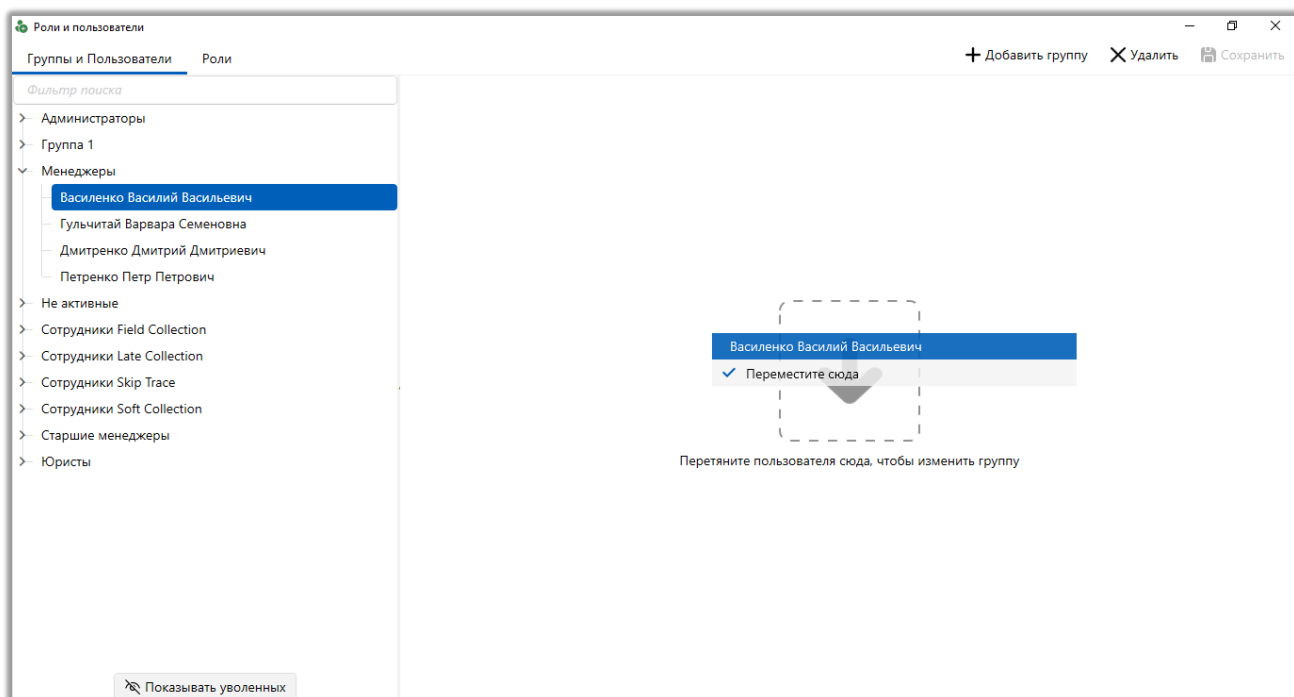 Роли и пользователи
Группы и Пользователи Роли
Добавить группу Удалить Сохранить
Фильтр поиска
Администраторы
Группа 1
Менеджеры
Василенко Василий Васильевич
Гульчитай Варвара Семеновна
Дмитренко Дмитрий Дмитриевич
Петренко Петр Петрович
Не активные
Сотрудники Field Collection
Сотрудники Late Collection
Сотрудники Skip Trace
Сотрудники Soft Collection
Старшие менеджеры
Юристы
Показывать уволенных
Василенко Василий Васильевич
Переместите сюда
Перетяните пользователя сюда, чтобы изменить группу